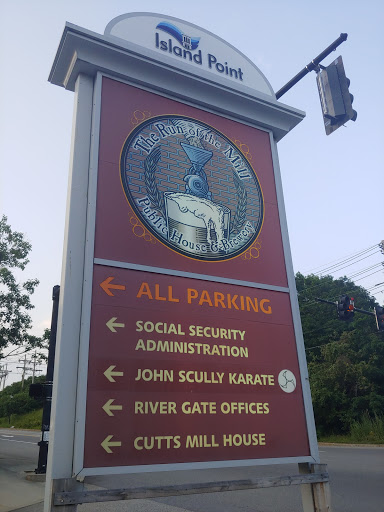 Island Point
The Run of the Mill
Public House & Brewery
ALL PARKING
SOCIAL SECURITY
ADMINISTRATION
JOHN SCULLY KARATE
RIVER GATE OFFICES
CUTTS MILL HOUSE